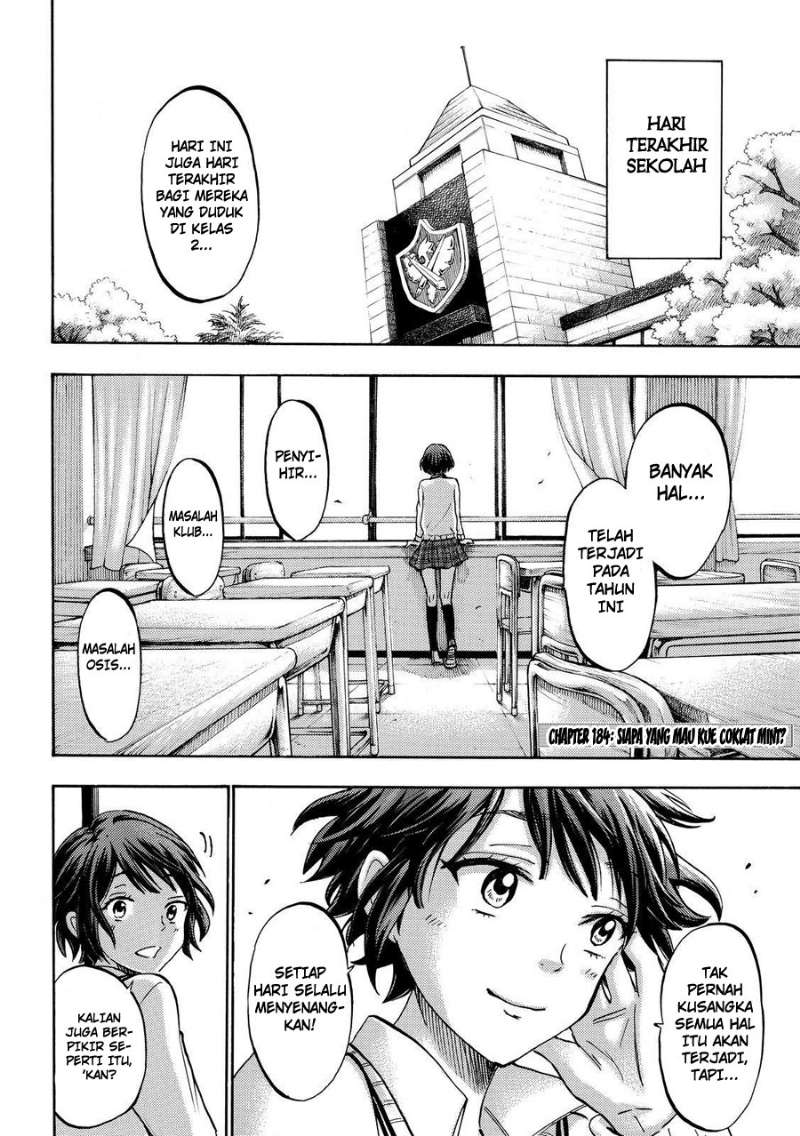 HARI
TERAKHIR
SEKOLAH
HARI INI
JUGA HARI
TERAKHIR
BAGI MEREKA
YANG DUDUK
DI KELAS
2...
BANYAK
HAL...
TELAH
TERJADI
PADA
TAHUN
INI
PENYI-
HIR...
MASALAH
KLUB...
MASALAH
OSIS...
CHAPTER 184: SIAPA YANG MAU KUE COKLAT MINT?
TAK
PERNAH
KUSANGKA
SEMUA HAL
ITU AKAN
TERJADI,
TAPI...
SETIAP
HARI SELALU
MENYENANG-
KAN!
KALIAN
JUGA BER-
PIKIR SE-
PERTI ITU,
'KAN?